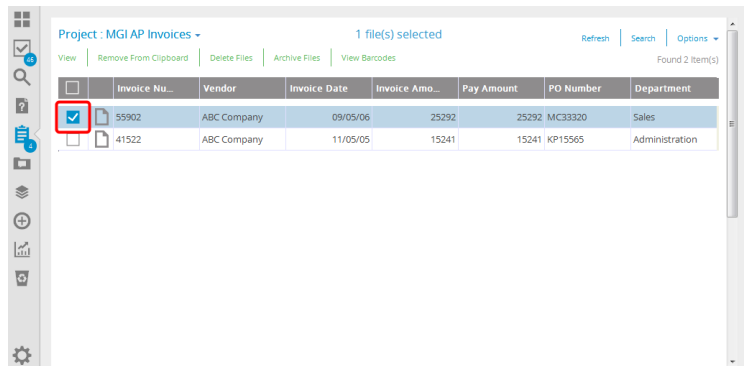 Project : MGI AP Invoices
1 file(s) selected
Refresh Search Options
View Remove From Clipboard Delete Files Archive Files View Barcodes
Found 2 Item(s)
Invoice Nu... Vendor Invoice Date Invoice Amo... Pay Amount PO Number Department
55902 ABC Company 09/05/06 25292 25292 MC33320 Sales
41522 ABC Company 11/05/05 15241 15241 KP15565 Administration
46
?
4